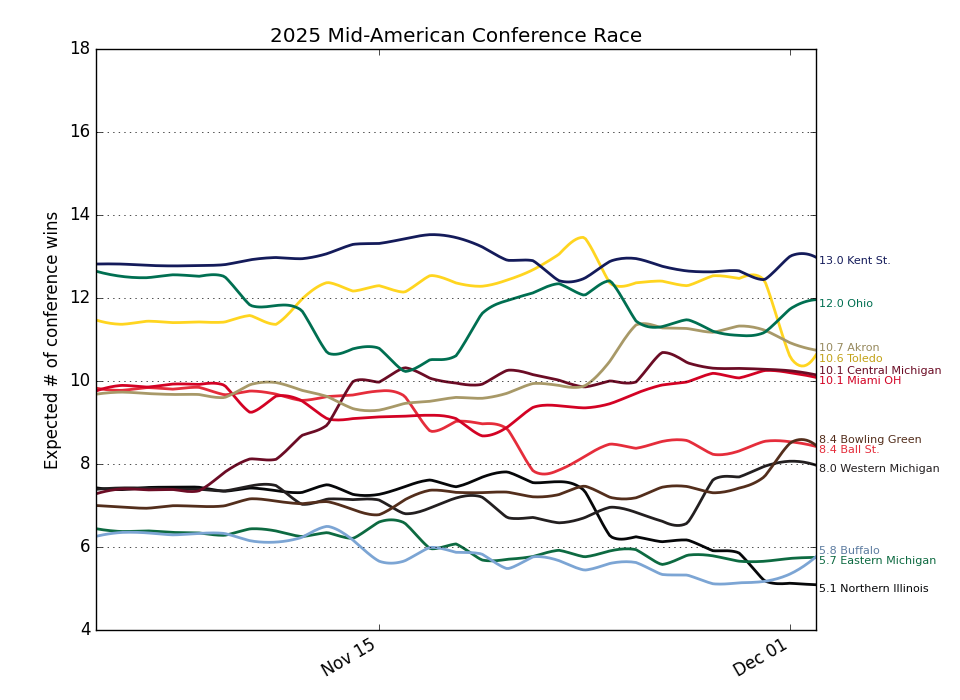 2025 Mid-American Conference Race
Expected # of conference wins
18
16
14
12
10
8
6
4
Nov 15
Dec 01
13.0 Kent St.
12.0 Ohio
10.7 Akron
10.6 Toledo
10.1 Central Michigan
10.1 Miami OH
8.4 Bowling Green
8.4 Ball St.
8.0 Western Michigan
5.8 Buffalo
5.7 Eastern Michigan
5.1 Northern Illinois